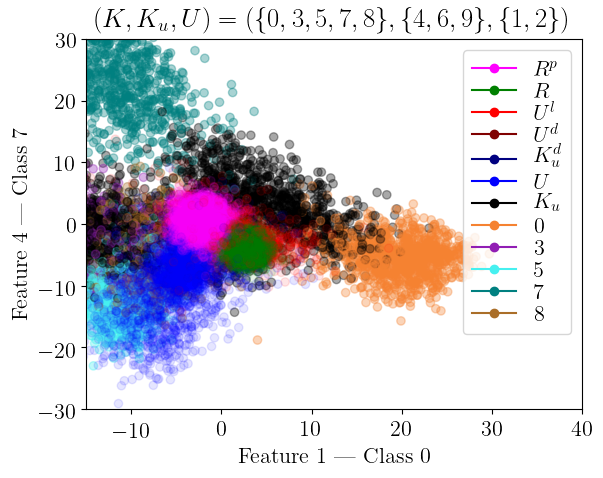 (K, K_u, U) = ({0, 3, 5, 7, 8}, {4, 6, 9}, {1, 2})
30
20
10
0
−10
−20
−30
Feature 4 — Class 7
−10
0
10
20
30
40
Feature 1 — Class 0
R^p
R
U^l
U^d
K_u^d
U
K_u
0
3
5
7
8